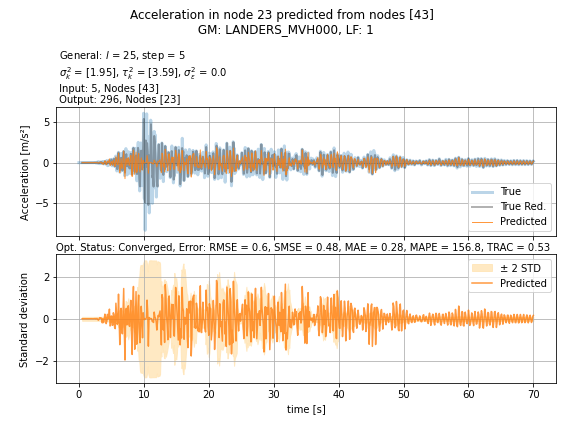 Acceleration in node 23 predicted from nodes [43]
GM: LANDERS_MVH000, LF: 1
General: l = 25, step = 5
σ²ₖ = [1.95], τ²ₖ = [3.59], σ²ε = 0.0
Input: 5, Nodes [43]
Output: 296, Nodes [23]
Acceleration [m/s²]
5
0
−5
True
True Red.
Predicted
Opt. Status: Converged, Error: RMSE = 0.6, SMSE = 0.48, MAE = 0.28, MAPE = 156.8, TRAC = 0.53
Standard deviation
2
0
−2
± 2 STD
Predicted
0 10 20 30 40 50 60 70
time [s]